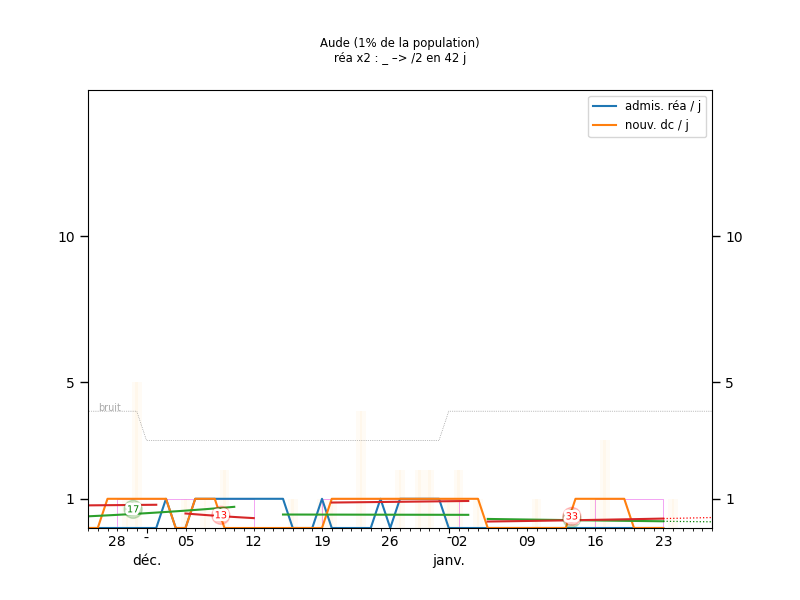 Aude (1% de la population)
réa x2 : _ –> /2 en 42 j
admis. réa / j
nouv. dc / j
10
10
5
5
bruit
1
1
17
13
33
28
-
05
12
19
26
-02
09
16
23
déc.
janv.